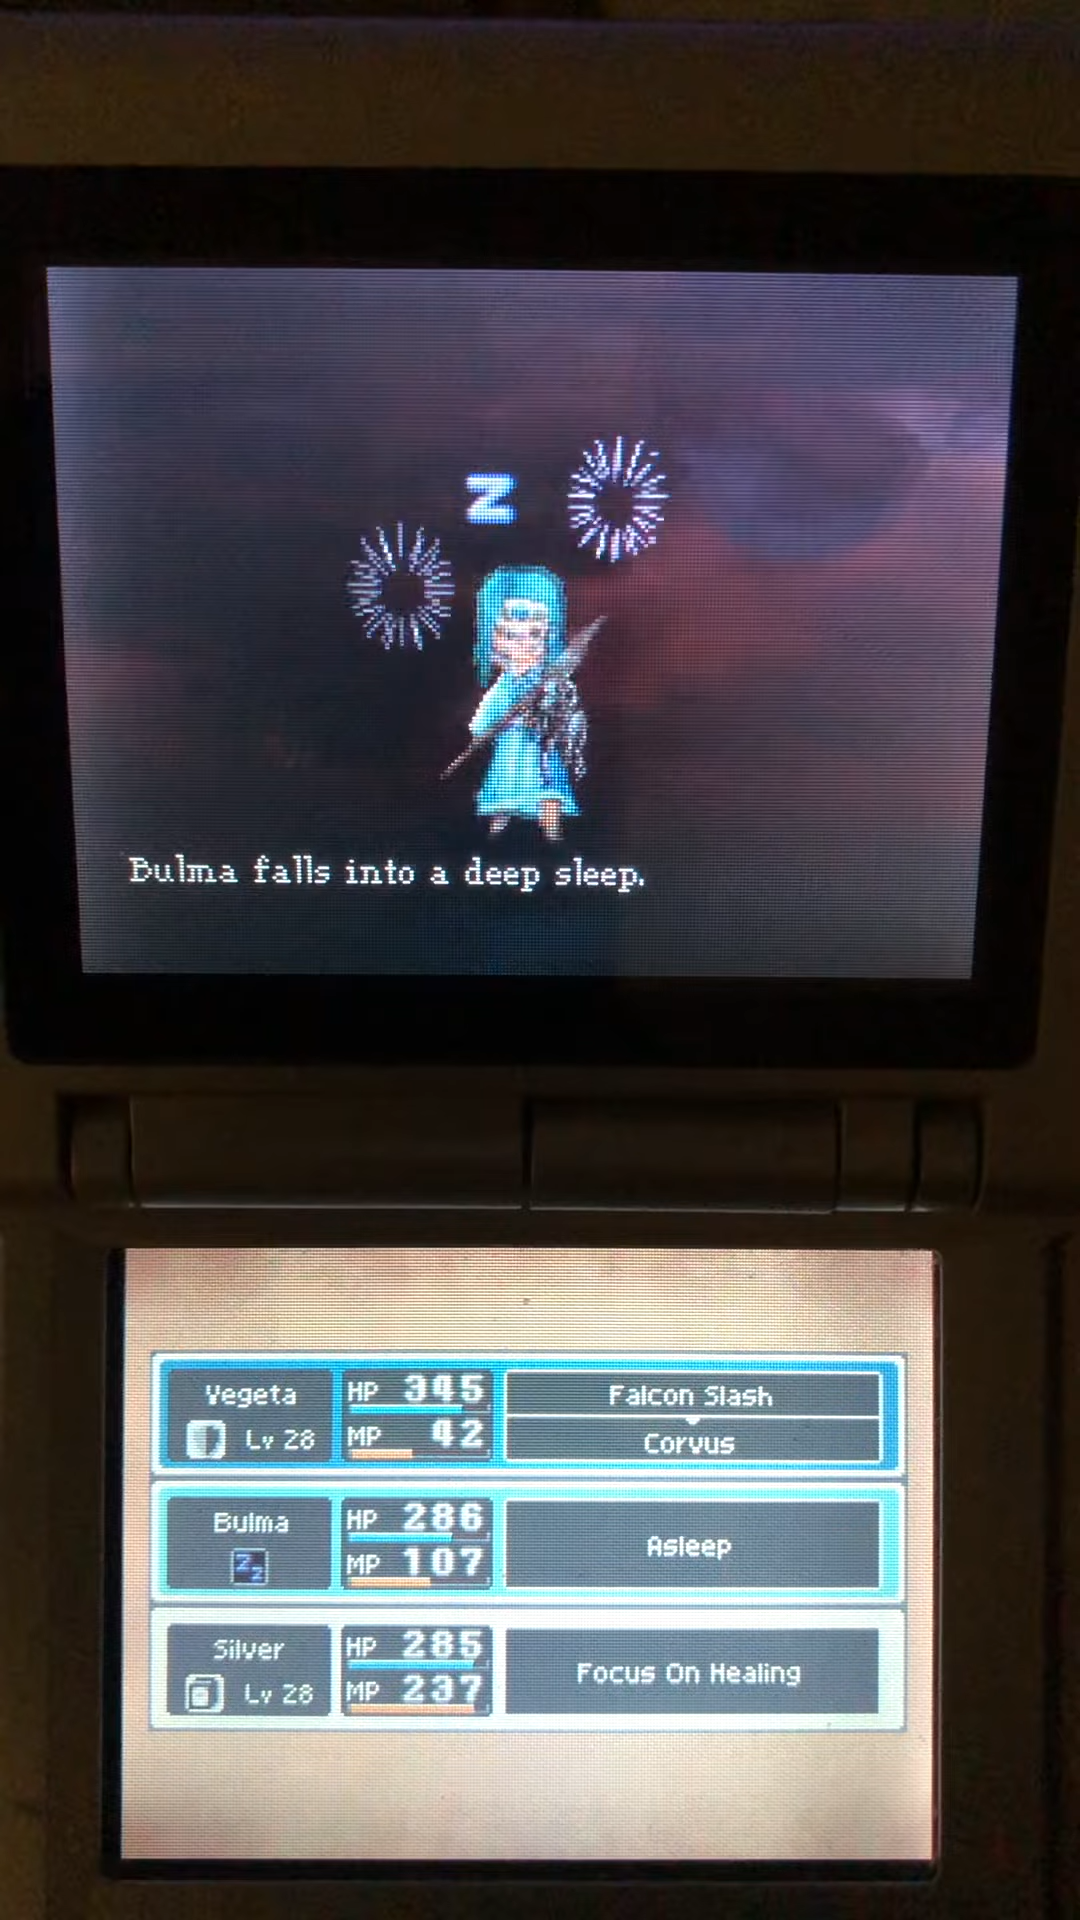 Z
Bulma falls into a deep sleep.
Vegeta
Lv 28
HP 345
MP 42
Falcon Slash
Corvus
Bulma
Zz
HP 286
MP 107
Asleep
Silver
Lv 28
HP 285
MP 237
Focus On Healing